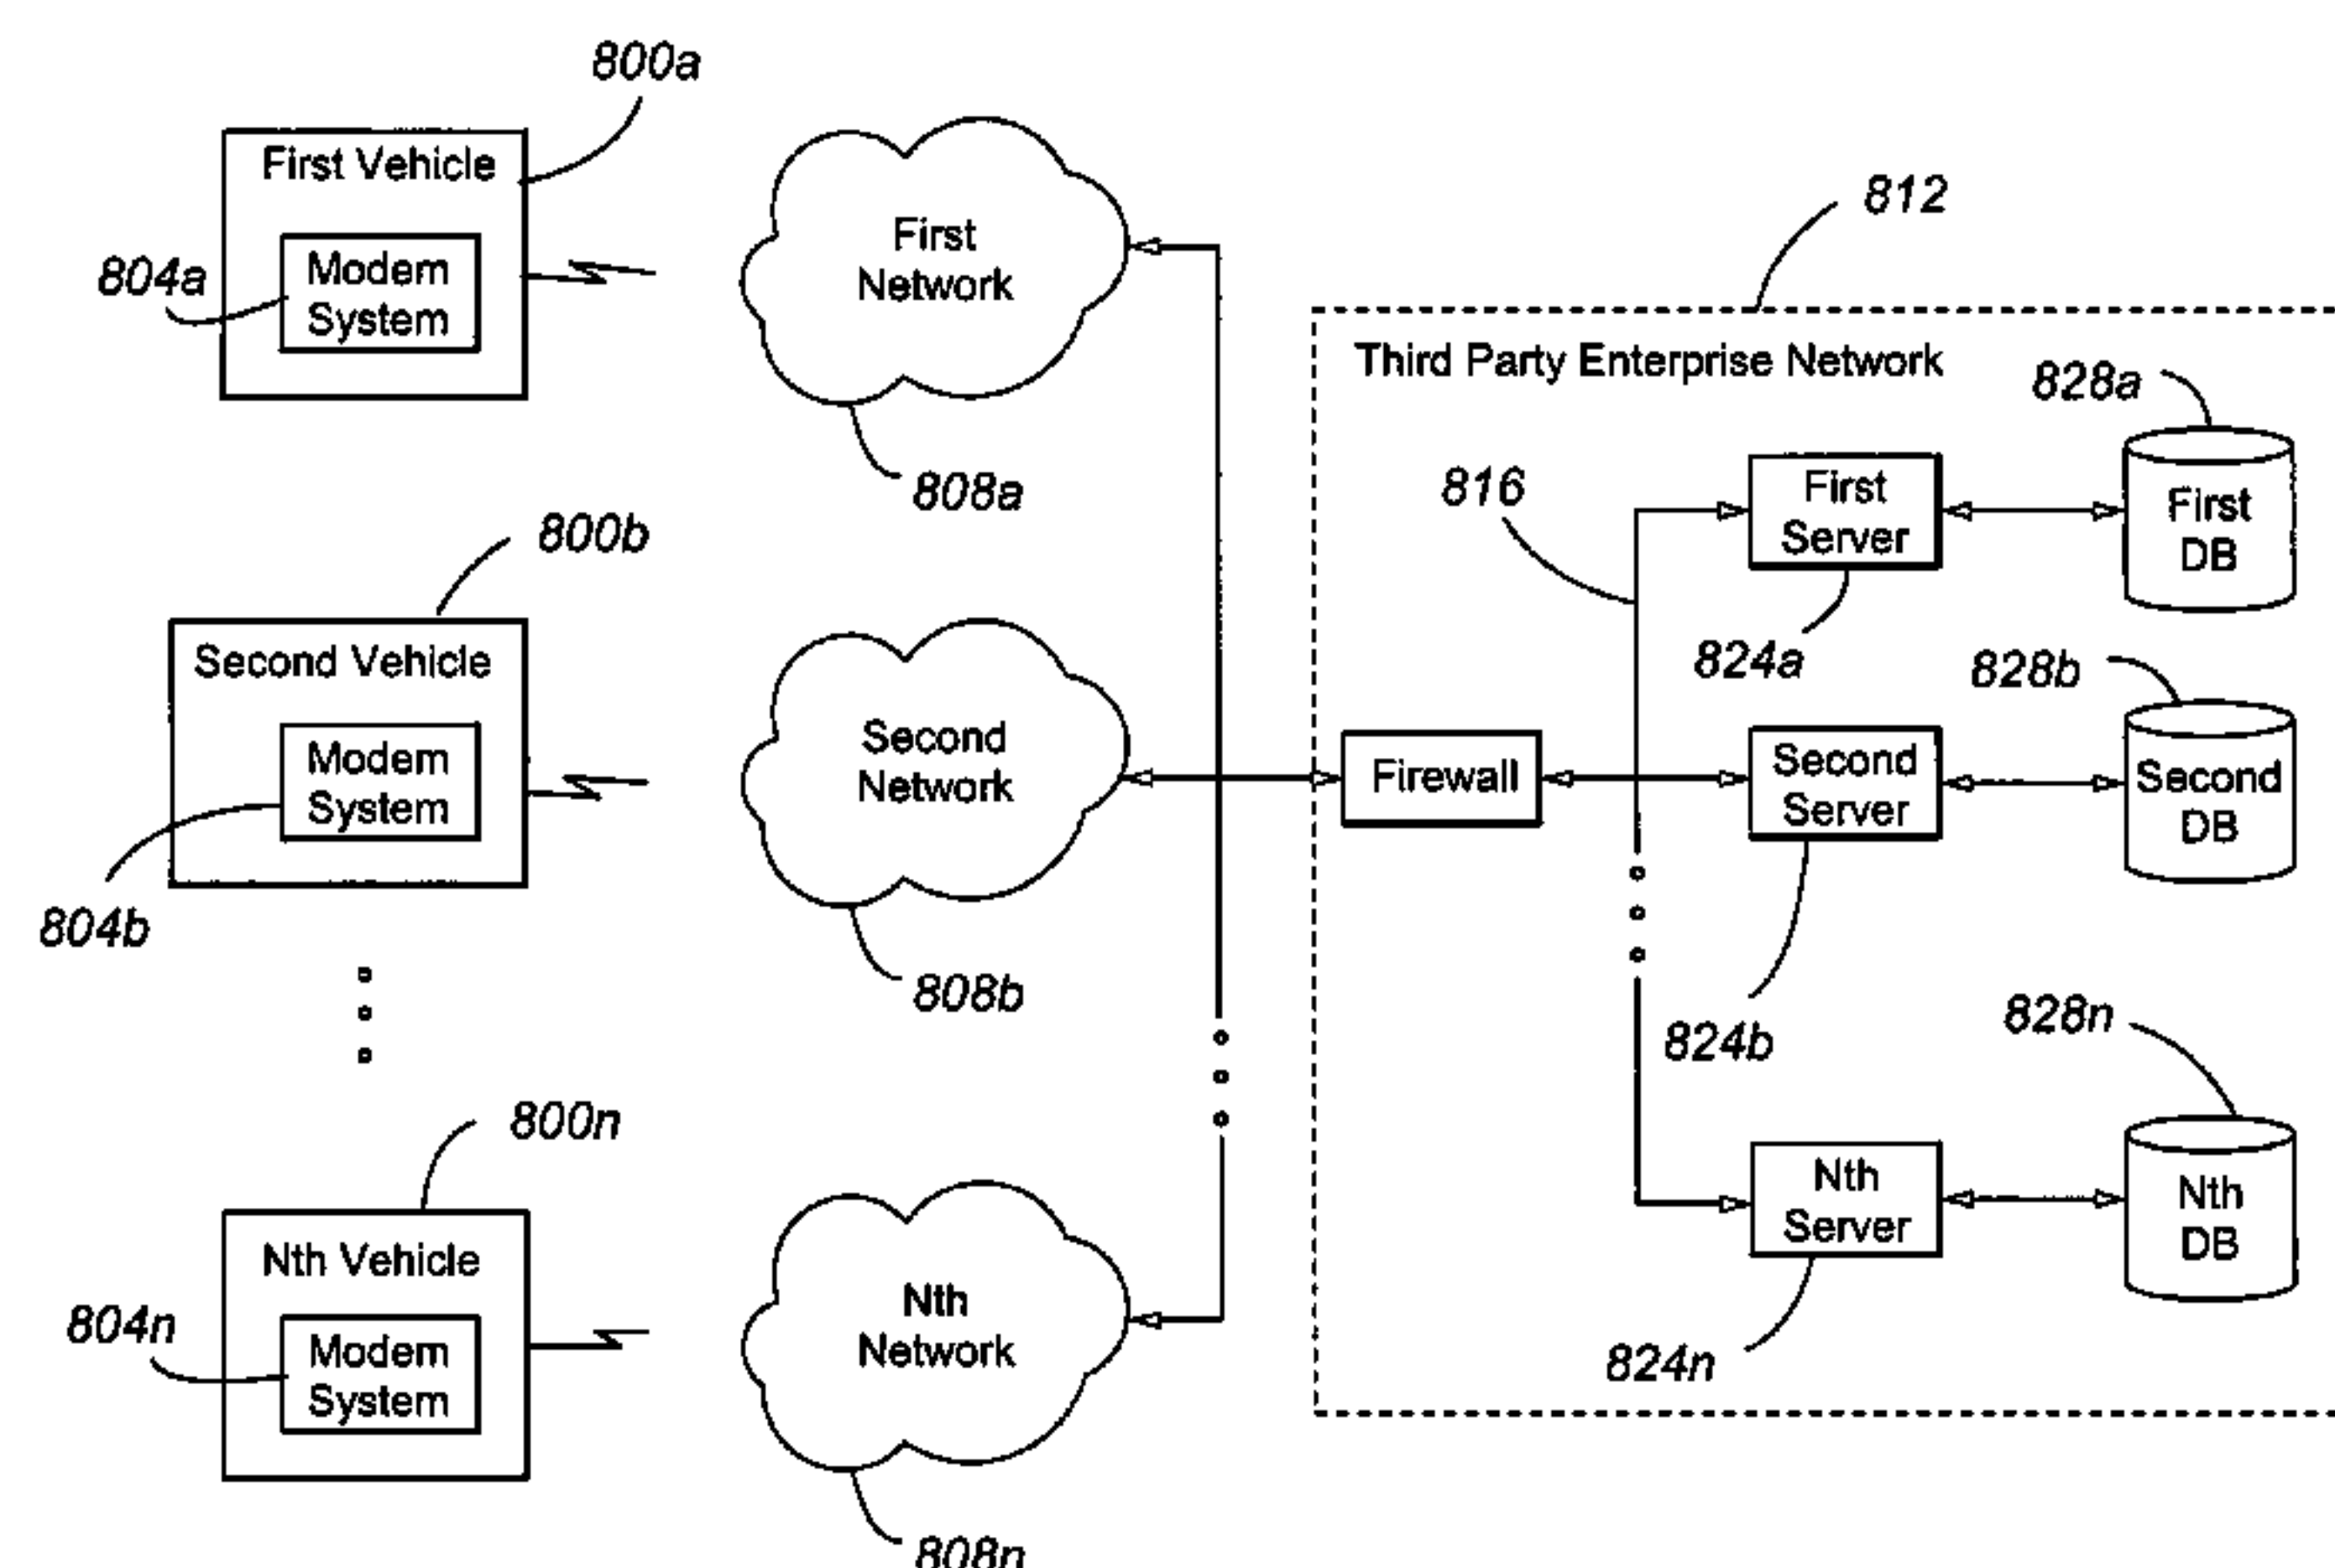 800a
First Vehicle
804a
Modem
System
First
Network
808a
800b
Second Vehicle
Modem
System
804b
Second
Network
808b
800n
Nth Vehicle
804n
Modem
System
Nth
Network
808n
812
Third Party Enterprise Network
816
Firewall
First
Server
824a
828a
First
DB
Second
Server
824b
828b
Second
DB
Nth
Server
824n
828n
Nth
DB